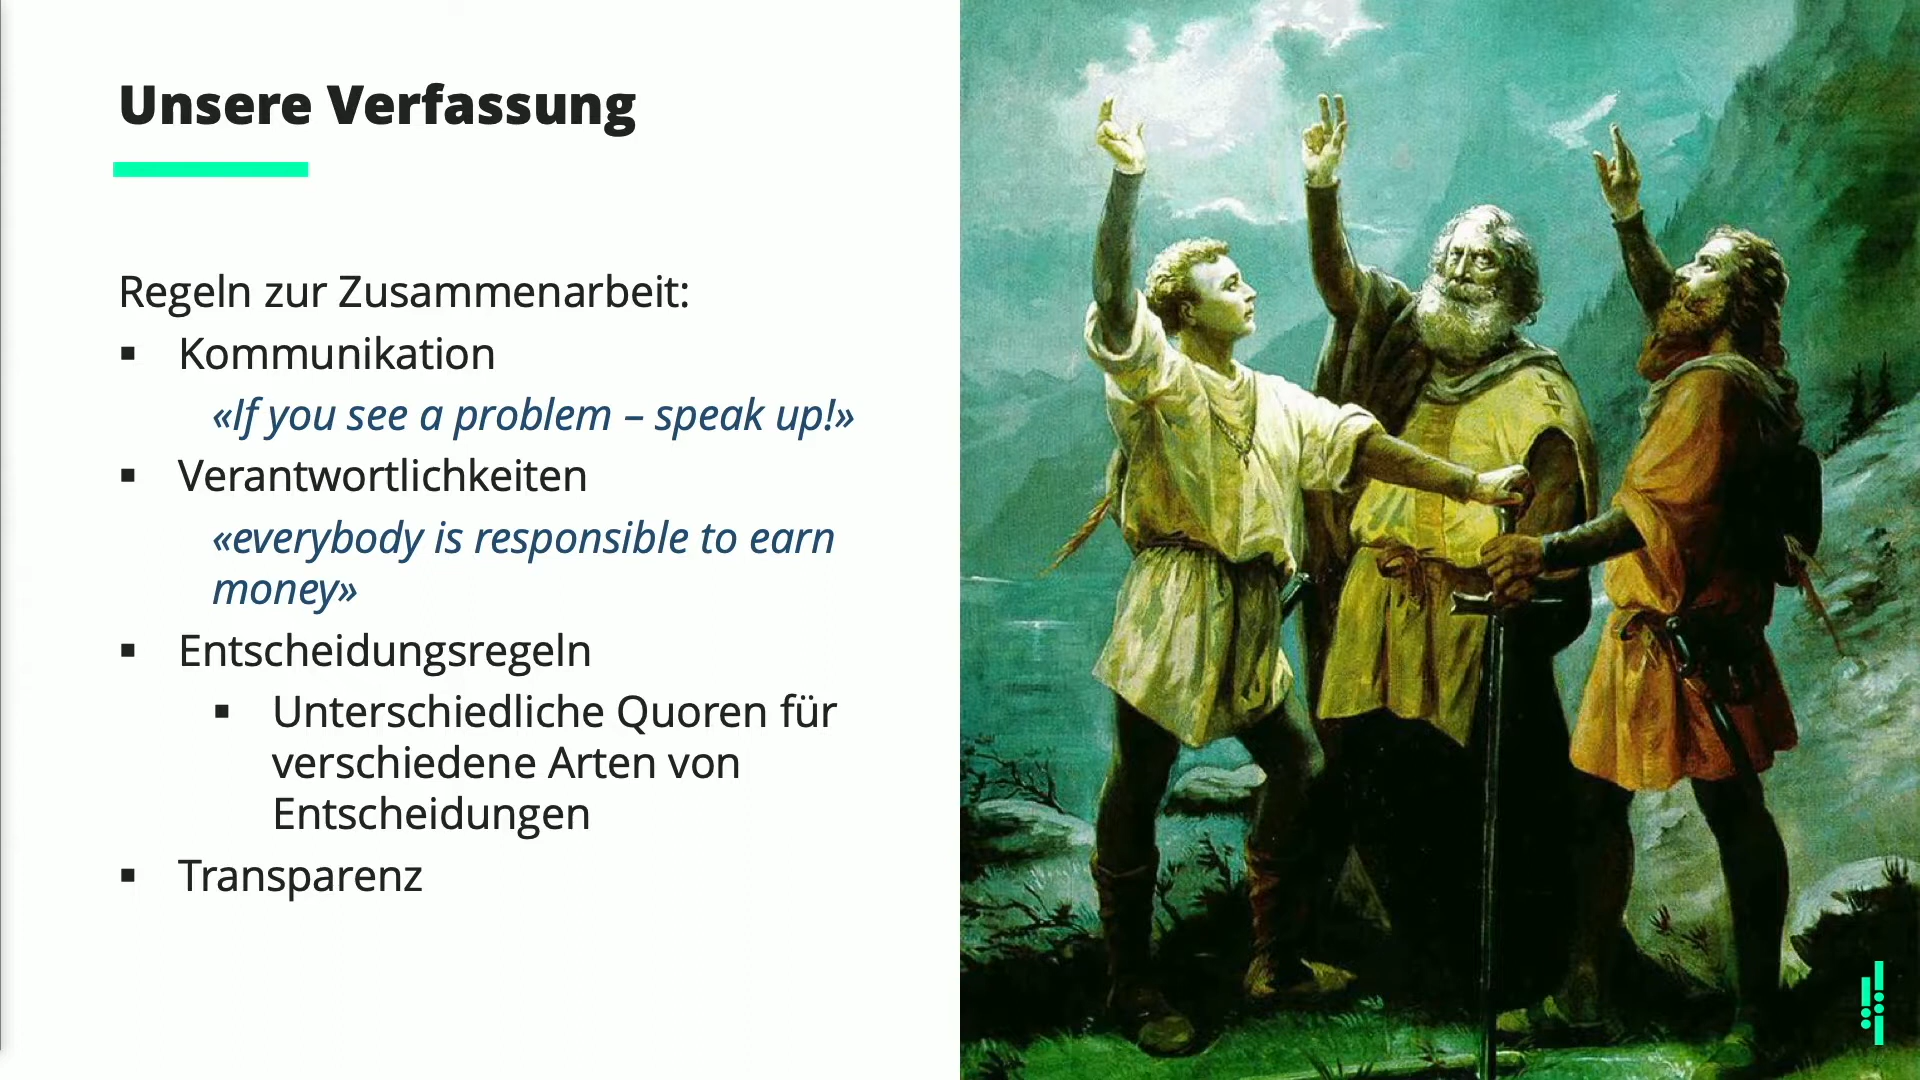 Unsere Verfassung
Regeln zur Zusammenarbeit:
▪ Kommunikation
«If you see a problem – speak up!»
▪ Verantwortlichkeiten
«everybody is responsible to earn
money»
▪ Entscheidungsregeln
▪ Unterschiedliche Quoren für
verschiedene Arten von
Entscheidungen
▪ Transparenz